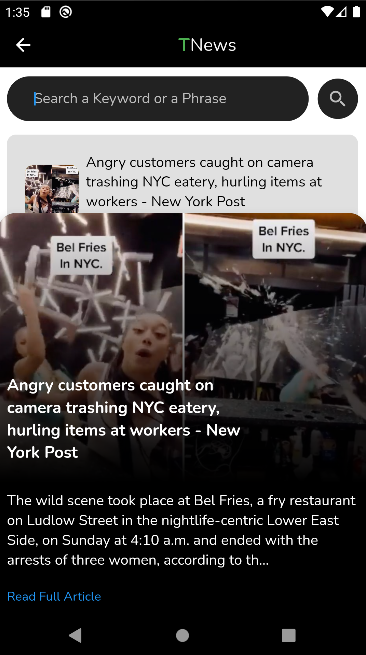 1:35
TNews
Search a Keyword or a Phrase
Angry customers caught on camera
trashing NYC eatery, hurling items at
workers - New York Post
Bel Fries
In NYC.
Bel Fries
In NYC.
Angry customers caught on
camera trashing NYC eatery,
hurling items at workers - New
York Post
The wild scene took place at Bel Fries, a fry restaurant
on Ludlow Street in the nightlife-centric Lower East
Side, on Sunday at 4:10 a.m. and ended with the
arrests of three women, according to th...
Read Full Article